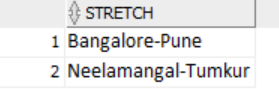 STRETCH
1 Bangalore-Pune
2 Neelamangal-Tumkur